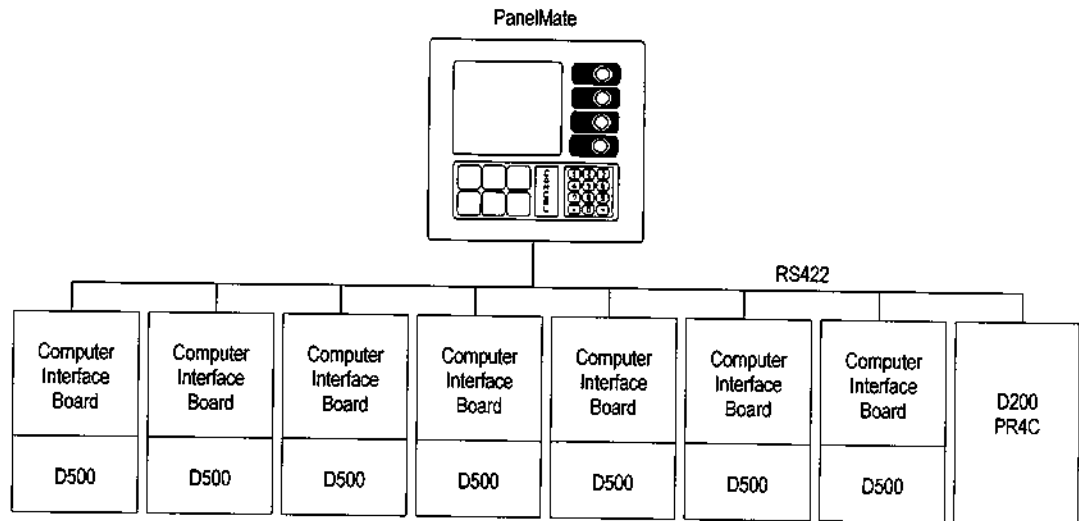 PanelMate
RS422
Computer
Interface
Board
D500
Computer
Interface
Board
D500
Computer
Interface
Board
D500
Computer
Interface
Board
D500
Computer
Interface
Board
D500
Computer
Interface
Board
D500
Computer
Interface
Board
D500
D200
PR4C